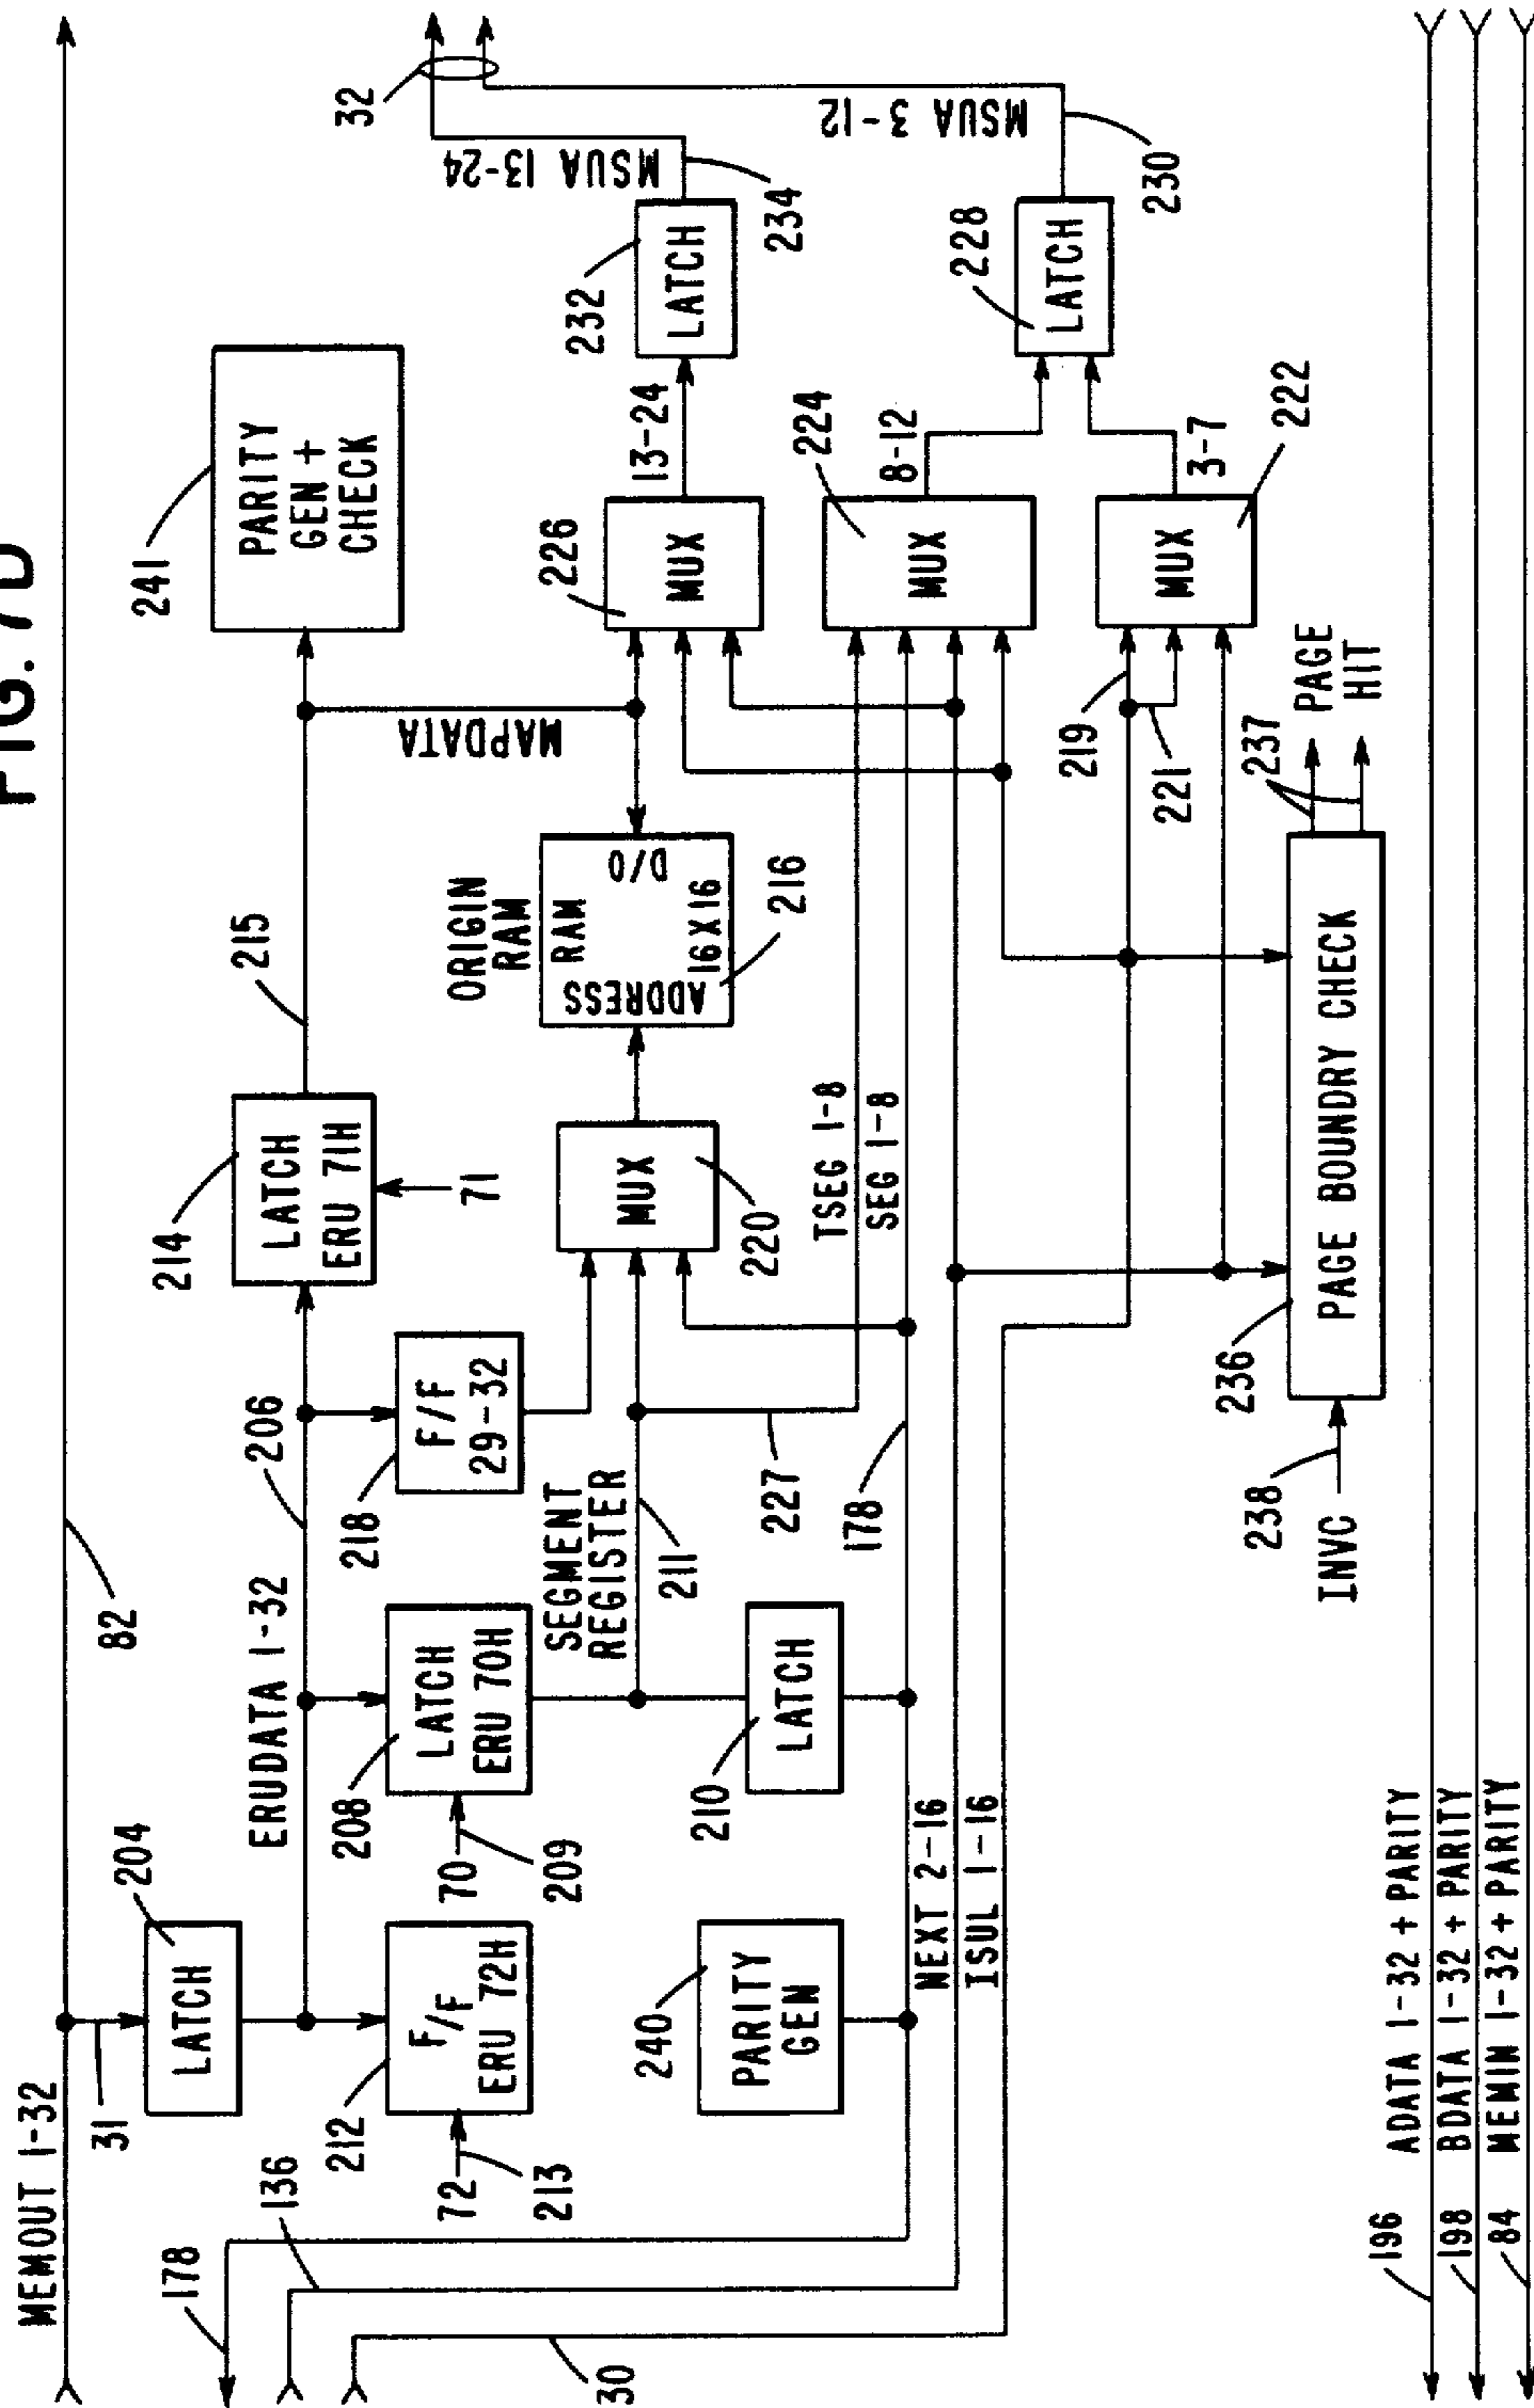 FIG. 7D
MEMOUT 1-32
82
31
LATCH
204
ERUDATA 1-32
206
LATCH
ERU 71H
214
71
215
PARITY
GEN +
CHECK
241
178
136
30
F/F
ERU 72H
212
72
213
LATCH
ERU 70H
208
70
209
F/F
29-32
218
SEGMENT
REGISTER
211
LATCH
210
PARITY
GEN
240
227
178
MUX
220
ORIGIN
RAM
RAM
ADDRESS
D/O
16X16
216
MAPDATA
TSEG 1-8
SEG 1-8
NEXT 2-16
ISUL 1-16
MUX
226
13-24
LATCH
232
234
MSUA 13-24
32
MUX
224
8-12
LATCH
228
230
MSUA 3-12
219
221
MUX
222
3-7
INVC
238
236
PAGE BOUNDRY CHECK
237
PAGE
HIT
196
ADATA 1-32 + PARITY
198
BDATA 1-32 + PARITY
84
MEMIN 1-32 + PARITY